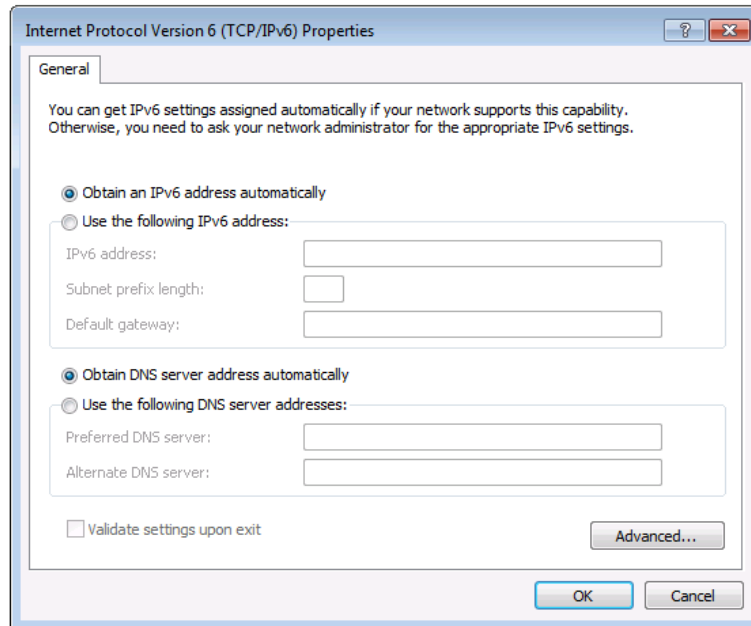 Internet Protocol Version 6 (TCP/IPv6) Properties
?
General
You can get IPv6 settings assigned automatically if your network supports this capability.
Otherwise, you need to ask your network administrator for the appropriate IPv6 settings.
Obtain an IPv6 address automatically
Use the following IPv6 address:
IPv6 address:
Subnet prefix length:
Default gateway:
Obtain DNS server address automatically
Use the following DNS server addresses:
Preferred DNS server:
Alternate DNS server:
Validate settings upon exit
Advanced...
OK Cancel